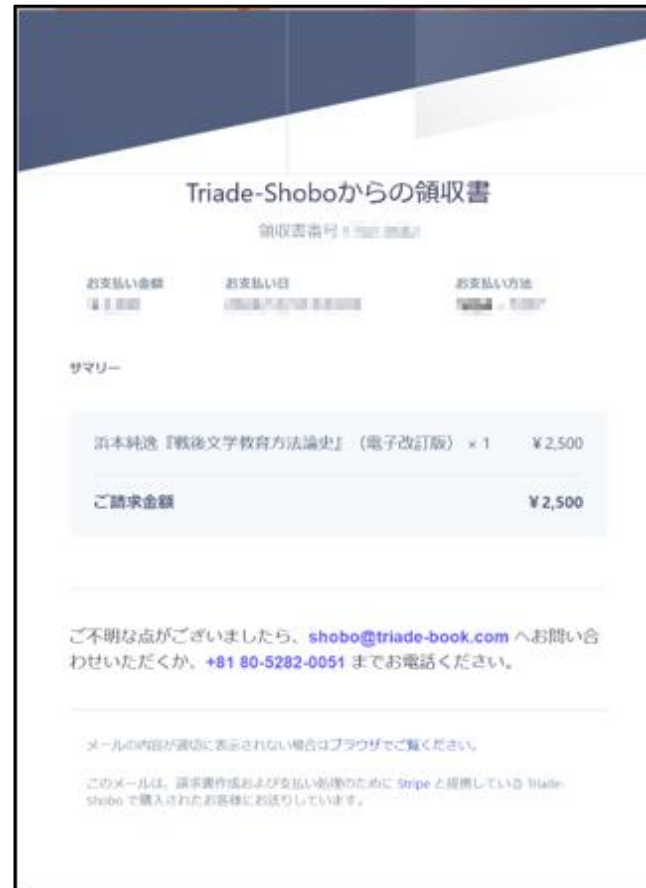 Triade-Shoboからの領収書
領収書番号
お支払い金額 お支払い日 お支払い方法
サマリー
浜本純逸『戦後文学教育方法論史』（電子改訂版） × 1 ¥2,500
ご請求金額 ¥2,500
ご不明な点がございましたら、shobo@triade-book.com へお問い合
わせいただくか、+81 80-5282-0051 までお電話ください。
メールの内容が適切に表示されない場合はブラウザでご覧ください。
このメールは、請求書作成および支払い処理のために Stripe と提携している Triade-
Shobo で購入されたお客様にお送りしています。